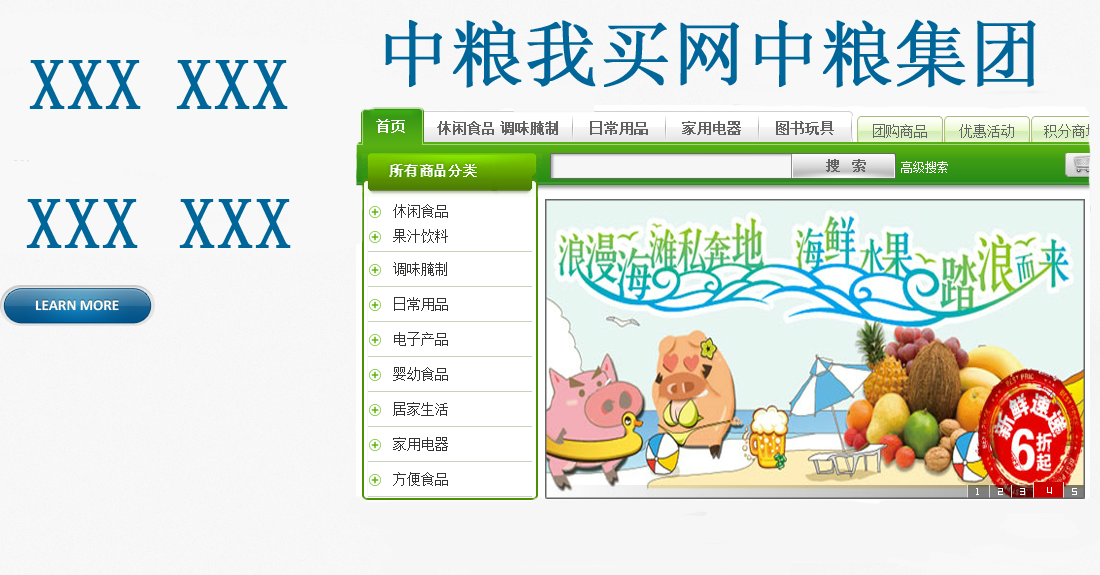 中粮我买网中粮集团
XXX XXX
XXX XXX
LEARN MORE
首页 休闲食品 调味腌制 日常用品 家用电器 图书玩具 团购商品 优惠活动 积分商
所有商品分类 搜 索 高级搜索
休闲食品
果汁饮料
调味腌制
日常用品
电子产品
婴幼食品
居家生活
家用电器
方便食品
浪漫海滩私奔地 海鲜水果踏浪而来
新鲜速递
6折起
1 2 3 4 5